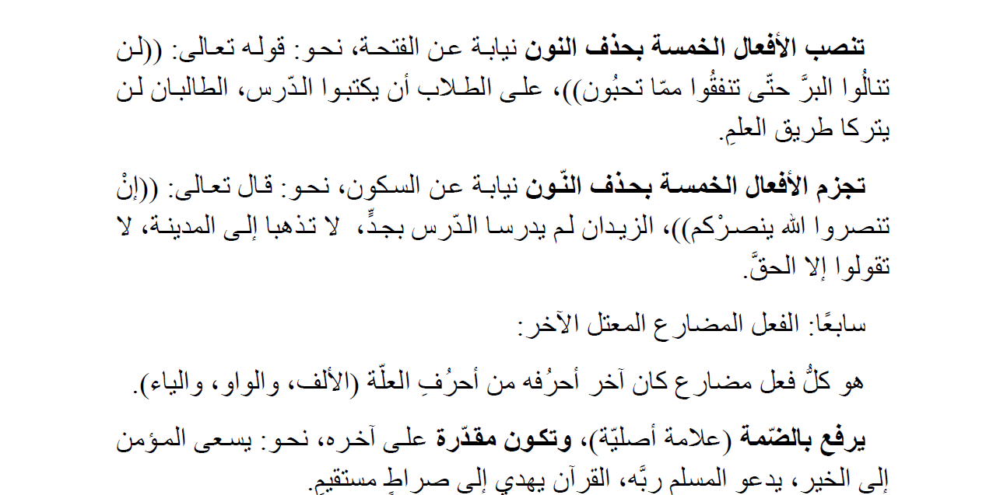 تنصب الأفعال الخمسة بحذف النون نيابة عن الفتحة، نحو: قوله تعالى: ((لن
تنالُوا البرَّ حتّى تنفقُوا ممّا تحبُون))، على الطلاب أن يكتبوا الدّرس، الطالبان لن
يتركا طريق العلمِ.
تجزم الأفعال الخمسة بحذف النّون نيابة عن السكون، نحو: قال تعالى: ((إنْ
تنصروا الله ينصرْكم))، الزيدان لم يدرسا الدّرس بجدٍّ، لا تذهبا إلى المدينة، لا
تقولوا إلا الحقَّ.
سابعًا: الفعل المضارع المعتل الآخر:
هو كلُّ فعل مضارع كان آخر أحرُفه من أحرُفِ العلّة (الألف، والواو، والياء).
يرفع بالضّمة (علامة أصليّة)، وتكون مقدّرة على آخره، نحو: يسعى المؤمن
إلى الخير، يدعو المسلم ربَّه، القرآن يهدي إلى صراطٍ مستقيمٍ.